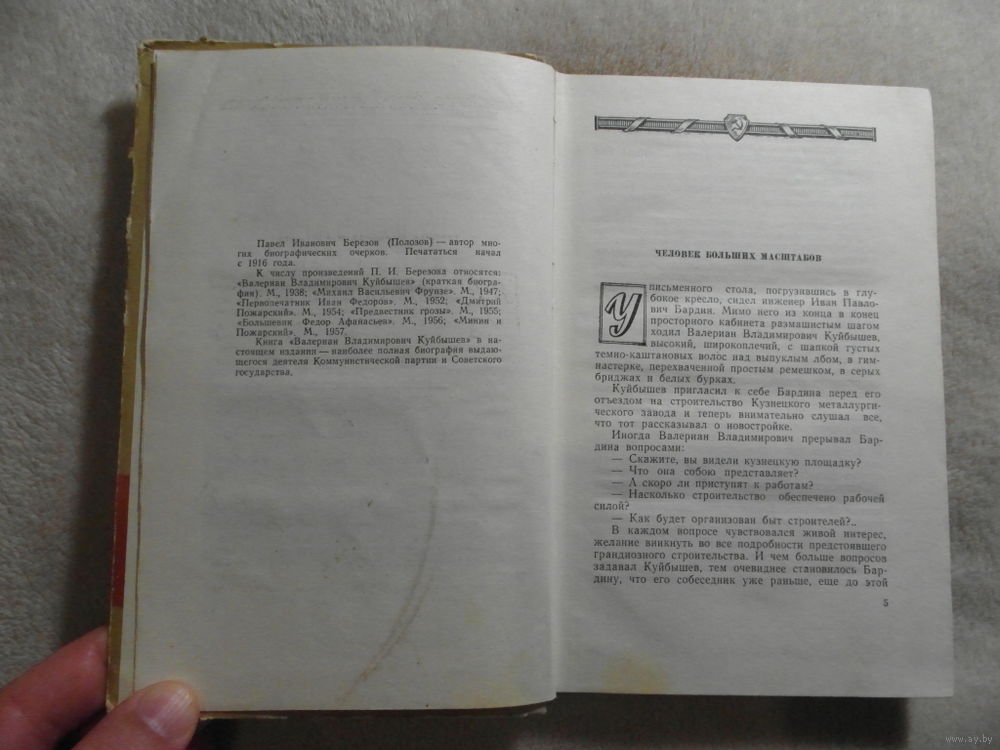 Павел Иванович Березов (Полозов) — автор мно-
гих биографических очерков. Печататься начал
с 1916 года.
К числу произведений П. И. Березова относятся:
«Валериан Владимирович Куйбышев» (краткая биогра-
фия). М., 1938; «Михаил Васильевич Фрунзе». М., 1947;
«Первопечатник Иван Федоров». М., 1952; «Дмитрий
Пожарский». М., 1954; «Предвестник грозы». М., 1955;
«Большевик Федор Афанасьев». М., 1956; «Минин и
Пожарский». М., 1957.
Книга «Валериан Владимирович Куйбышев» в на-
стоящем издании — наиболее полная биография выдаю-
щегося деятеля Коммунистической партии и Советского
государства.
ЧЕЛОВЕК БОЛЬШИХ МАСШТАБОВ
У письменного стола, погрузившись в глу-
бокое кресло, сидел инженер Иван Павло-
вич Бардин. Мимо него из конца в конец
просторного кабинета размашистым шагом
ходил Валериан Владимирович Куйбышев,
высокий, широкоплечий, с шапкой густых
темно-каштановых волос над выпуклым лбом, в гим-
настерке, перехваченной простым ремешком, в серых
бриджах и белых бурках.
Куйбышев пригласил к себе Бардина перед его
отъездом на строительство Кузнецкого металлурги-
ческого завода и теперь внимательно слушал все,
что тот рассказывал о новостройке.
Иногда Валериан Владимирович прерывал Бар-
дина вопросами:
— Скажите, вы видели кузнецкую площадку?
— Что она собою представляет?
— А скоро ли приступят к работам?
— Насколько строительство обеспечено рабочей
силой?
— Как будет организован быт строителей?..
В каждом вопросе чувствовался живой интерес,
желание вникнуть во все подробности предстоявшего
грандиозного строительства. И чем больше вопросов
задавал Куйбышев, тем очевиднее становилось Бар-
дину, что его собеседник уже раньше, еще до этой
5
www.ay.by